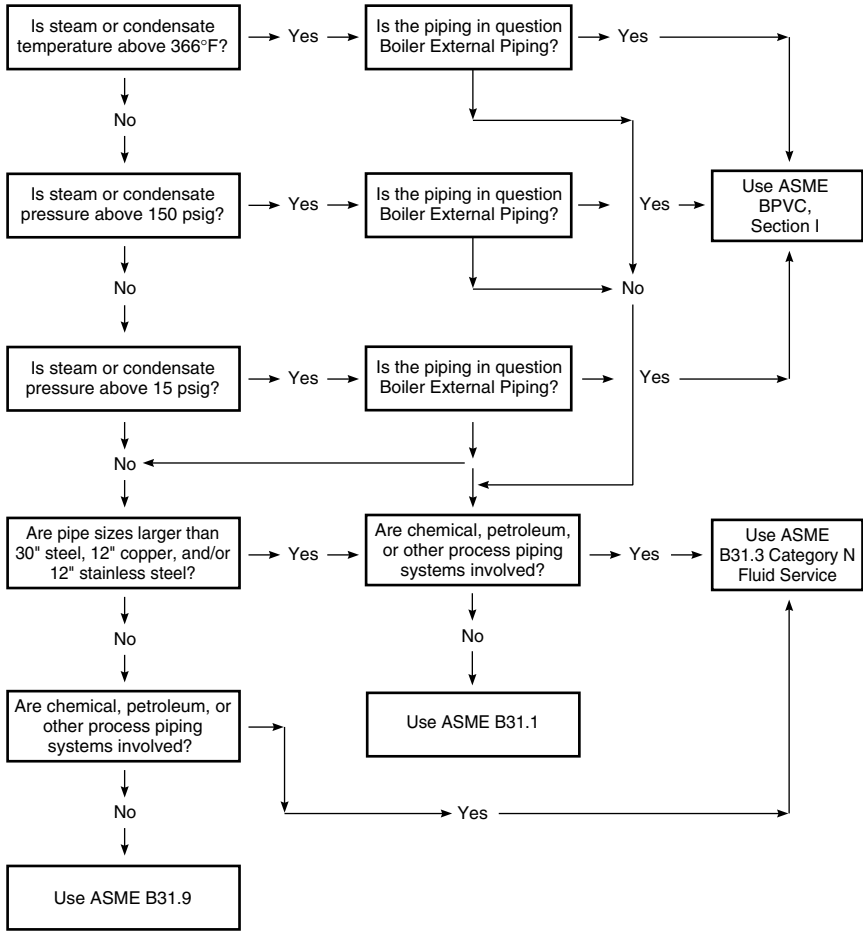 Is steam or condensate
temperature above 366°F?
Yes
Is the piping in question
Boiler External Piping?
Yes
No
Is steam or condensate
pressure above 150 psig?
Yes
Is the piping in question
Boiler External Piping?
Yes
Use ASME
BPVC,
Section I
No
No
Is steam or condensate
pressure above 15 psig?
Yes
Is the piping in question
Boiler External Piping?
Yes
No
Are pipe sizes larger than
30" steel, 12" copper, and/or
12" stainless steel?
Yes
Are chemical, petroleum,
or other process piping
systems involved?
Yes
Use ASME
B31.3 Category N
Fluid Service
No
No
Are chemical, petroleum, or
other process piping
systems involved?
Use ASME B31.1
No
Yes
Use ASME B31.9